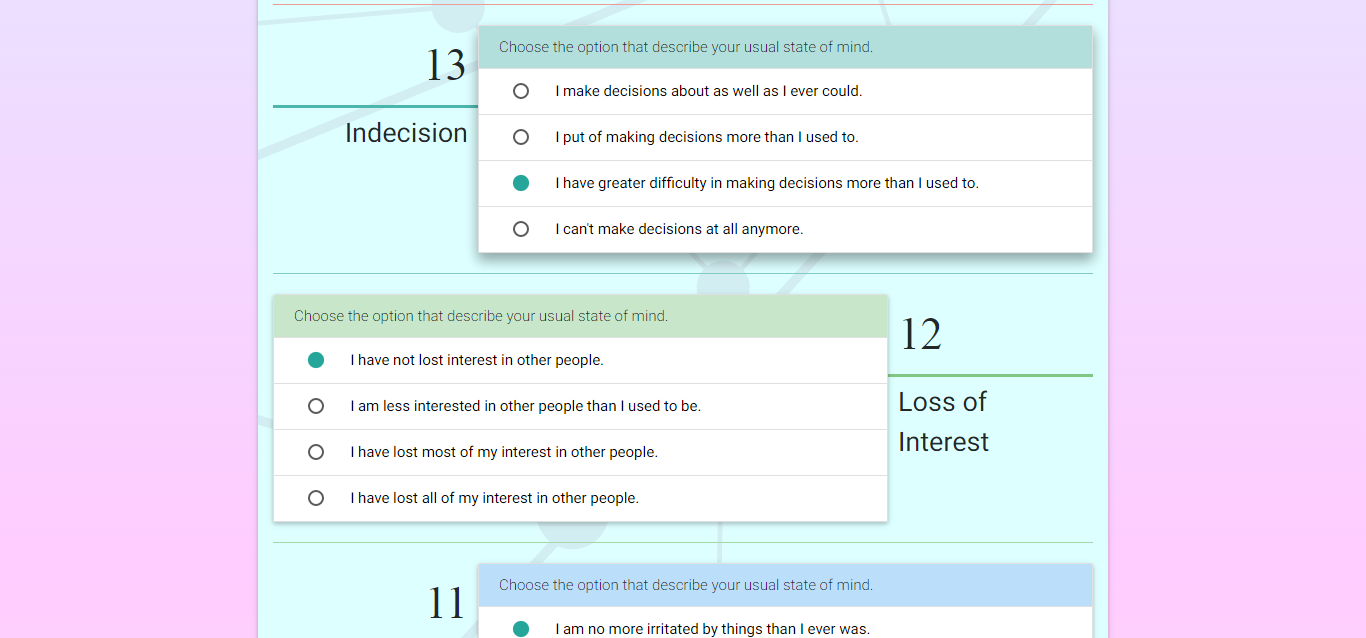 13
Indecision
Choose the option that describe your usual state of mind.
I make decisions about as well as I ever could.
I put of making decisions more than I used to.
I have greater difficulty in making decisions more than I used to.
I can't make decisions at all anymore.
Choose the option that describe your usual state of mind.
I have not lost interest in other people.
I am less interested in other people than I used to be.
I have lost most of my interest in other people.
I have lost all of my interest in other people.
12
Loss of
Interest
11
Choose the option that describe your usual state of mind.
I am no more irritated by things than I ever was.